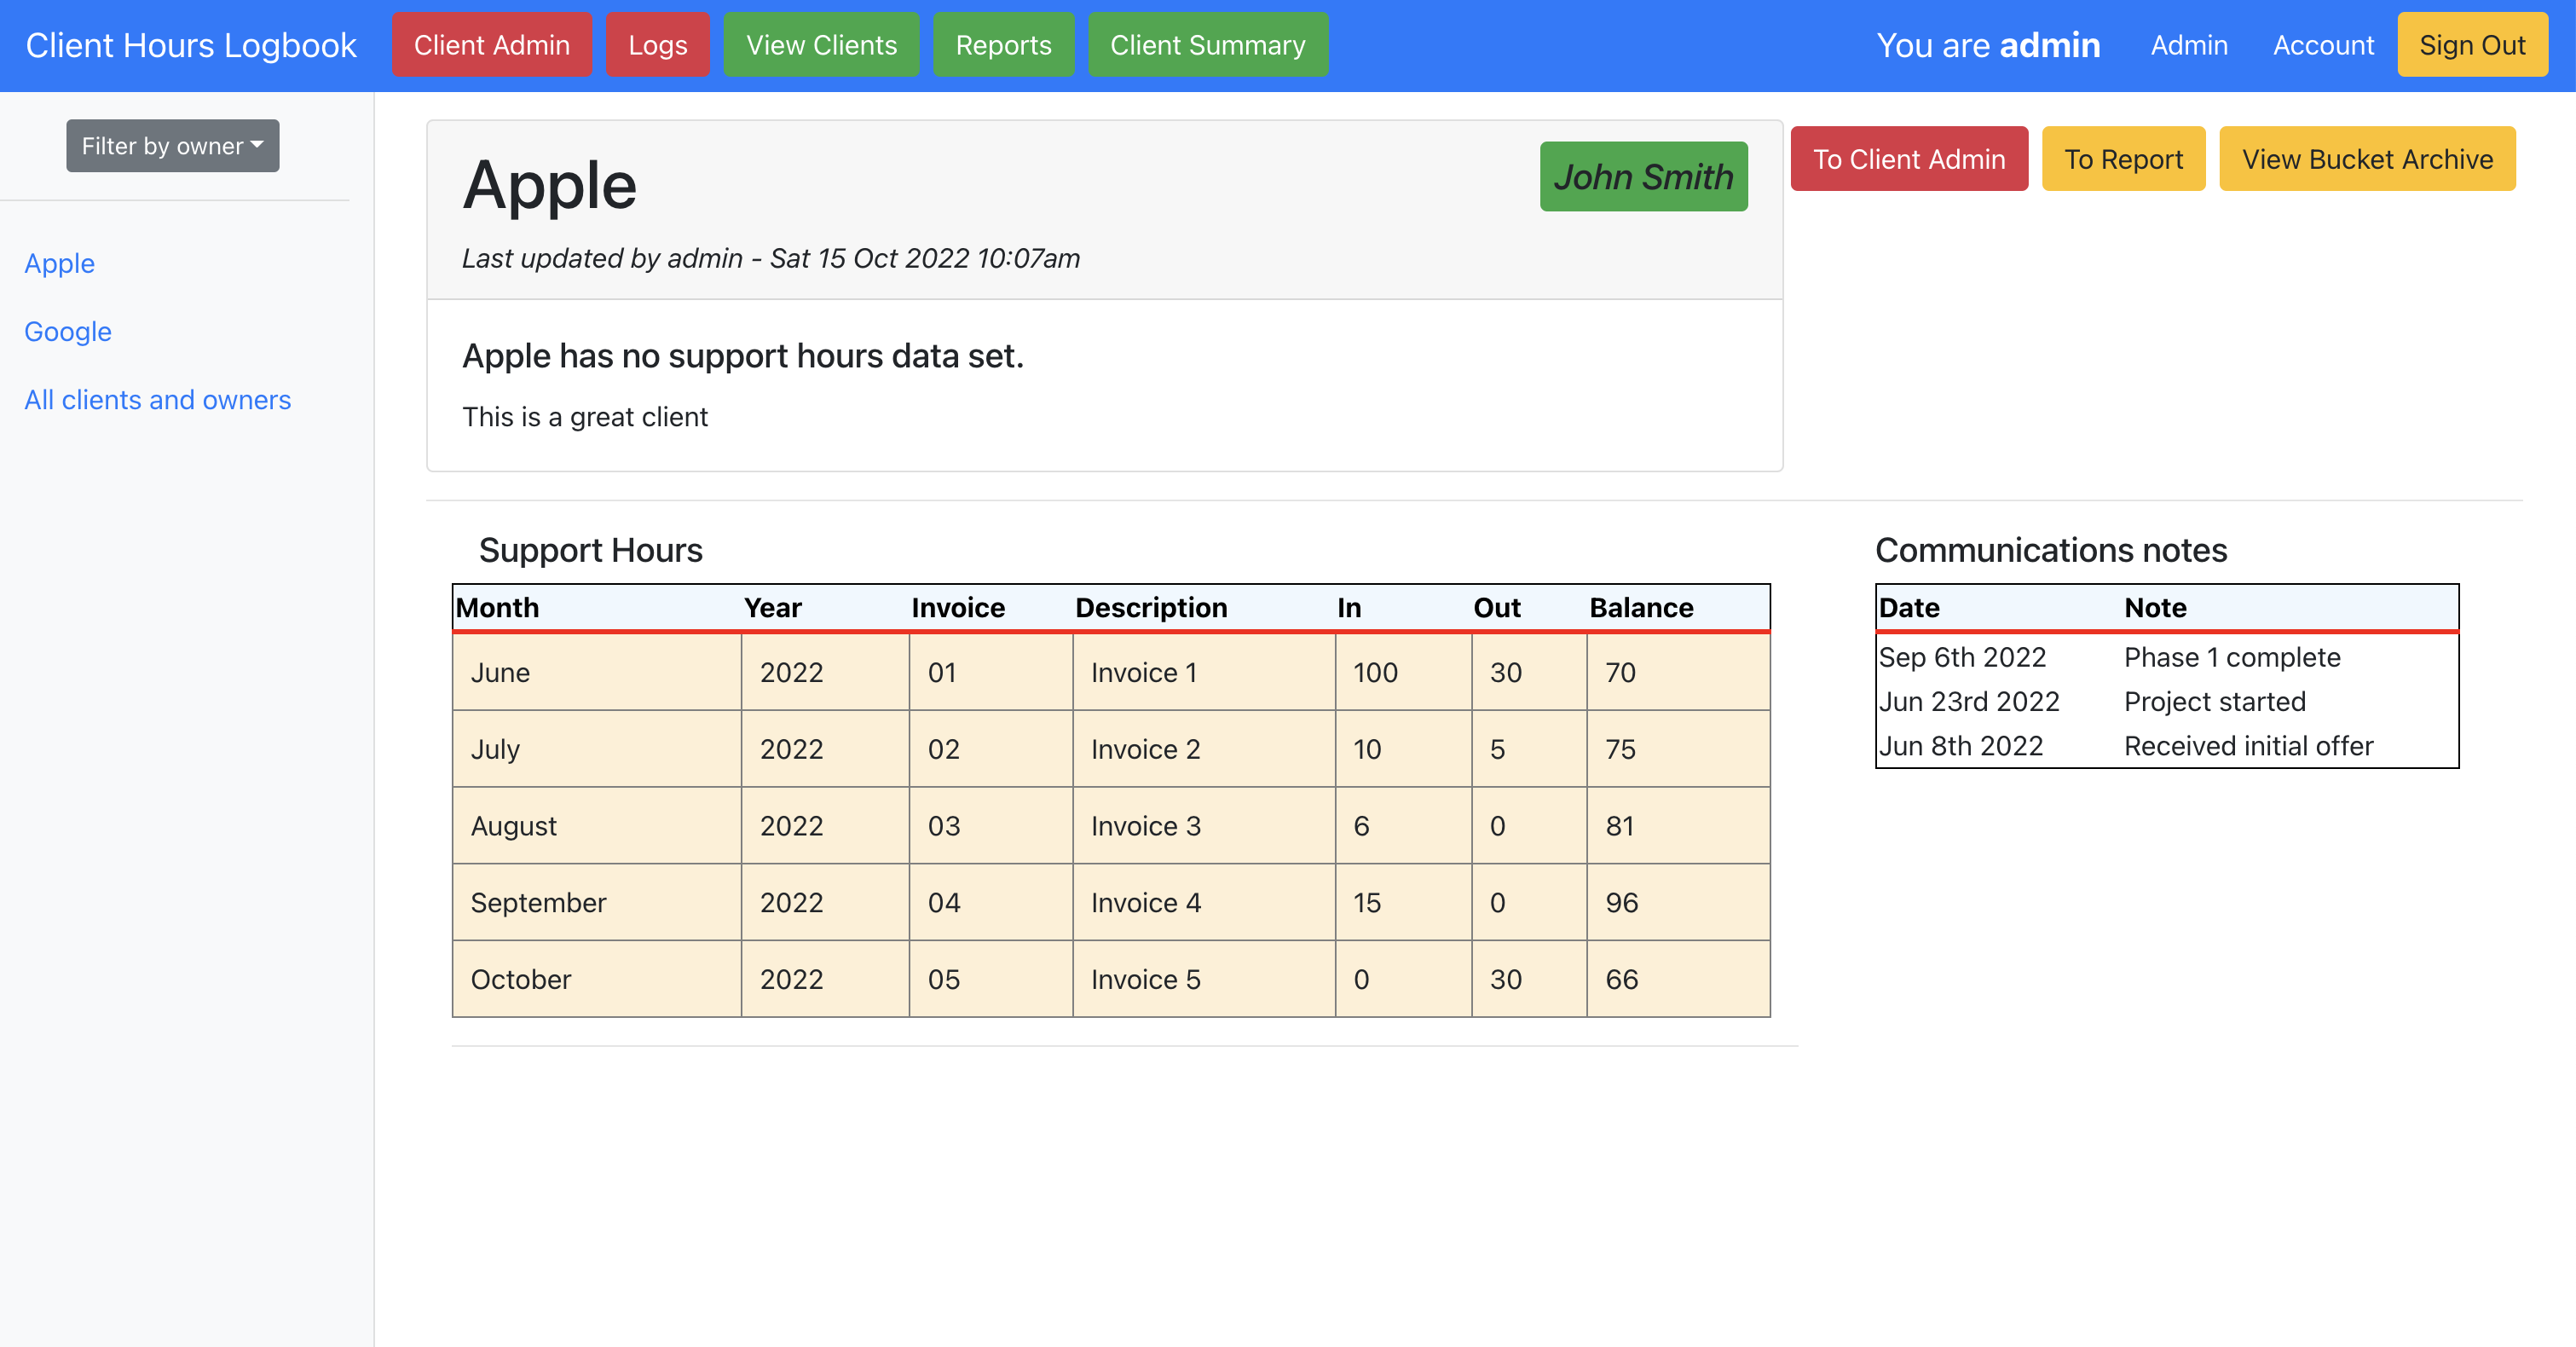 Client Hours Logbook Client Admin Logs View Clients Reports Client Summary You are admin Admin Account Sign Out
Filter by owner
Apple
Google
All clients and owners
Apple John Smith To Client Admin To Report View Bucket Archive
Last updated by admin - Sat 15 Oct 2022 10:07am
Apple has no support hours data set.
This is a great client
Support Hours
Month Year Invoice Description In Out Balance
June 2022 01 Invoice 1 100 30 70
July 2022 02 Invoice 2 10 5 75
August 2022 03 Invoice 3 6 0 81
September 2022 04 Invoice 4 15 0 96
October 2022 05 Invoice 5 0 30 66
Communications notes
Date Note
Sep 6th 2022 Phase 1 complete
Jun 23rd 2022 Project started
Jun 8th 2022 Received initial offer